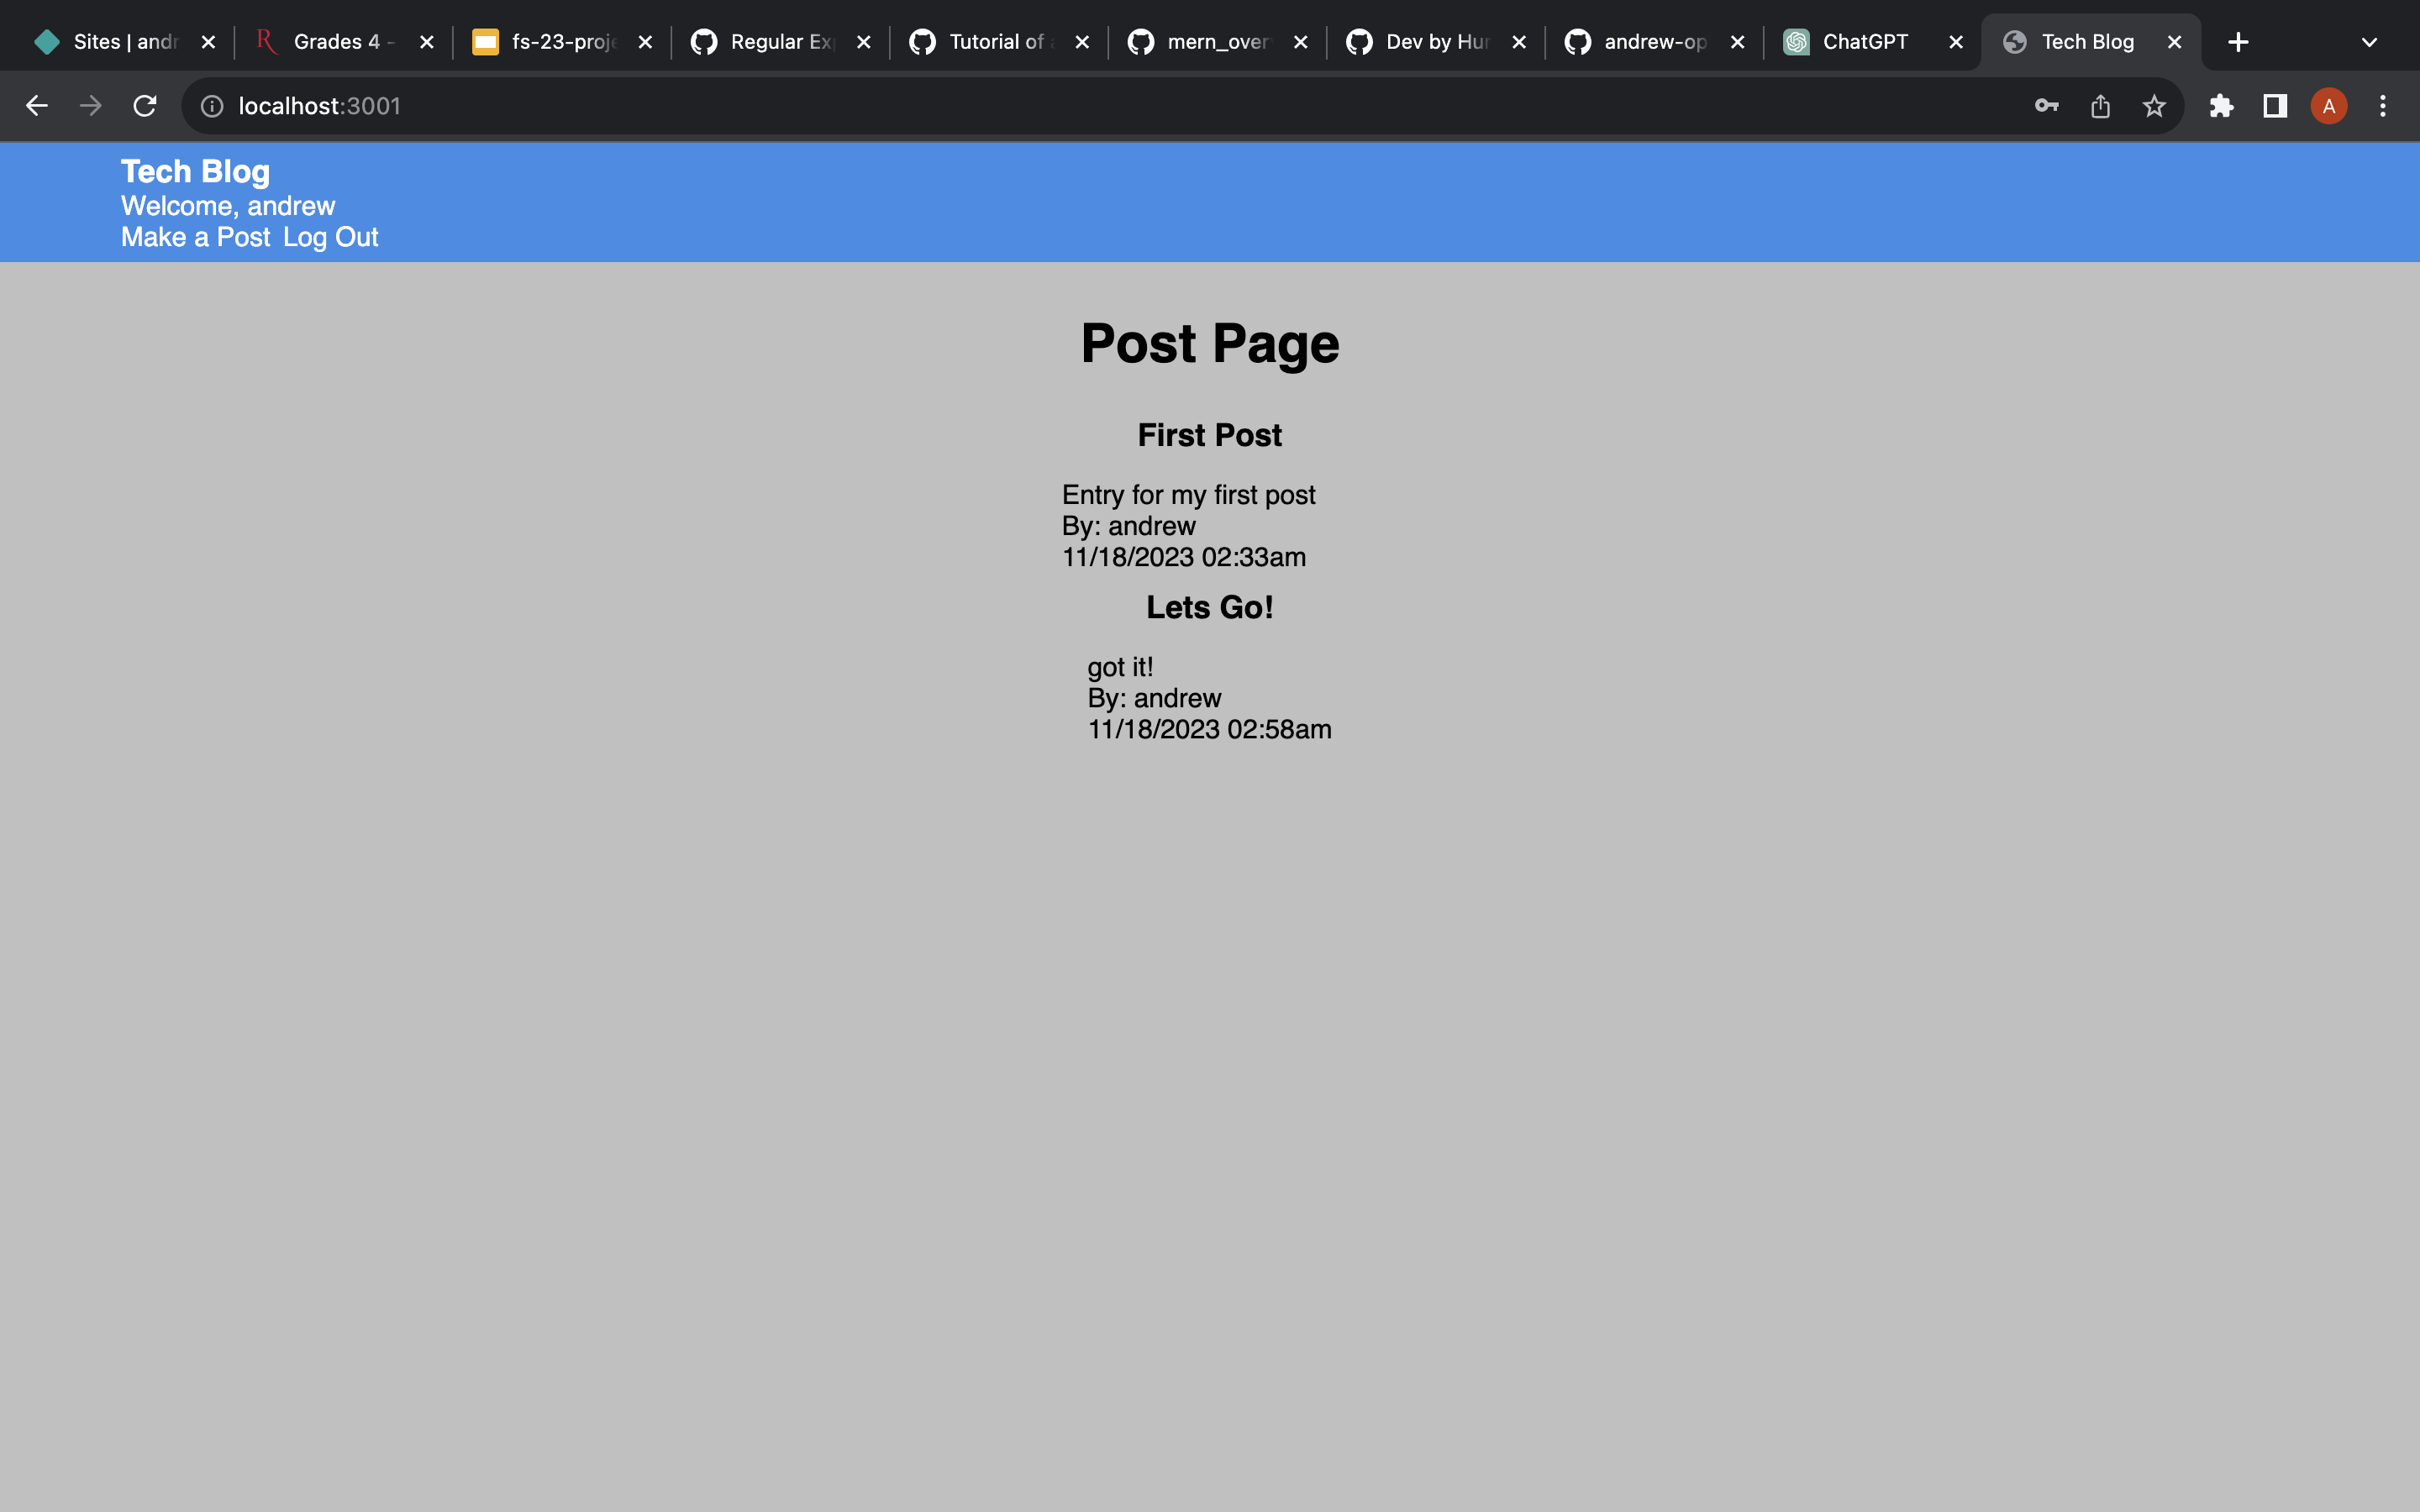 Sites | andr
Grades 4 -
fs-23-proje
Regular Ex
Tutorial of
mern_over
Dev by Hur
andrew-op
ChatGPT
Tech Blog
localhost:3001
A
Tech Blog
Welcome, andrew
Make a Post Log Out
Post Page
First Post
Entry for my first post
By: andrew
11/18/2023 02:33am
Lets Go!
got it!
By: andrew
11/18/2023 02:58am